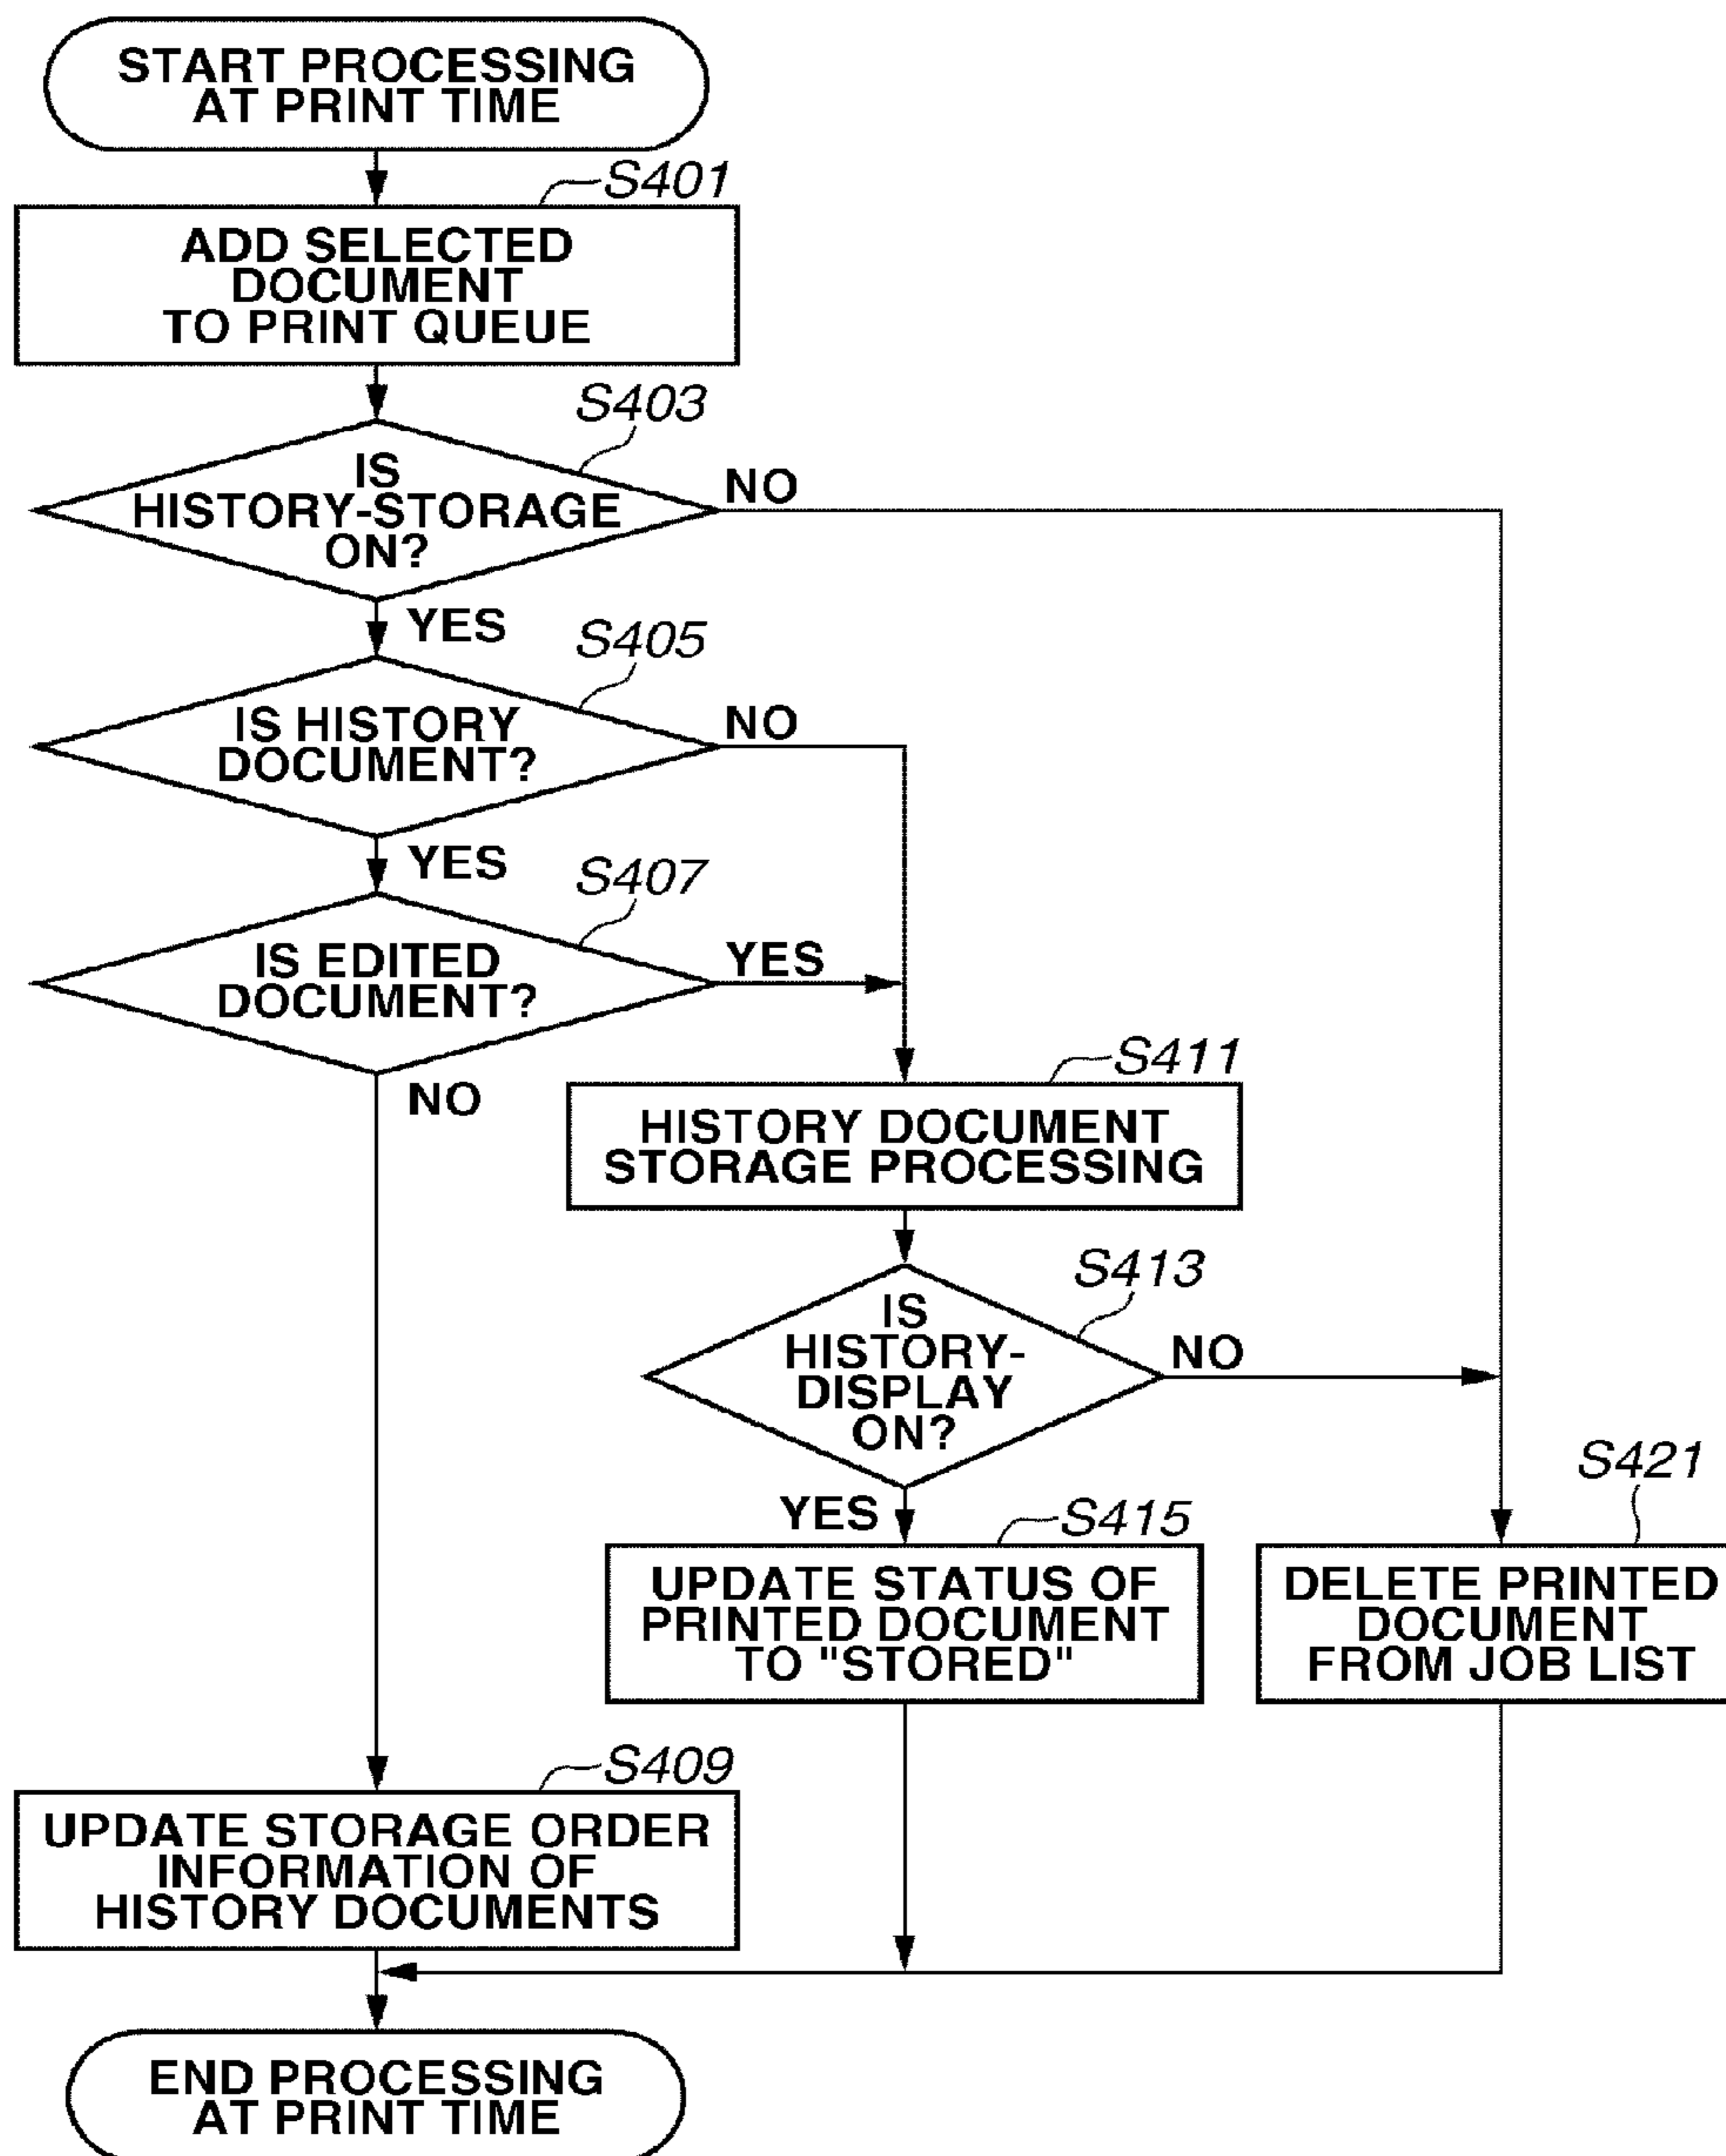 START PROCESSING
AT PRINT TIME
S401
ADD SELECTED
DOCUMENT
TO PRINT QUEUE
S403
IS
HISTORY-STORAGE
ON?
NO
YES
S405
IS HISTORY
DOCUMENT?
NO
YES
S407
IS EDITED
DOCUMENT?
YES
NO
S411
HISTORY DOCUMENT
STORAGE PROCESSING
S413
IS
HISTORY-
DISPLAY
ON?
NO
YES
S415
UPDATE STATUS OF
PRINTED DOCUMENT
TO "STORED"
S421
DELETE PRINTED
DOCUMENT
FROM JOB LIST
S409
UPDATE STORAGE ORDER
INFORMATION OF
HISTORY DOCUMENTS
END PROCESSING
AT PRINT TIME